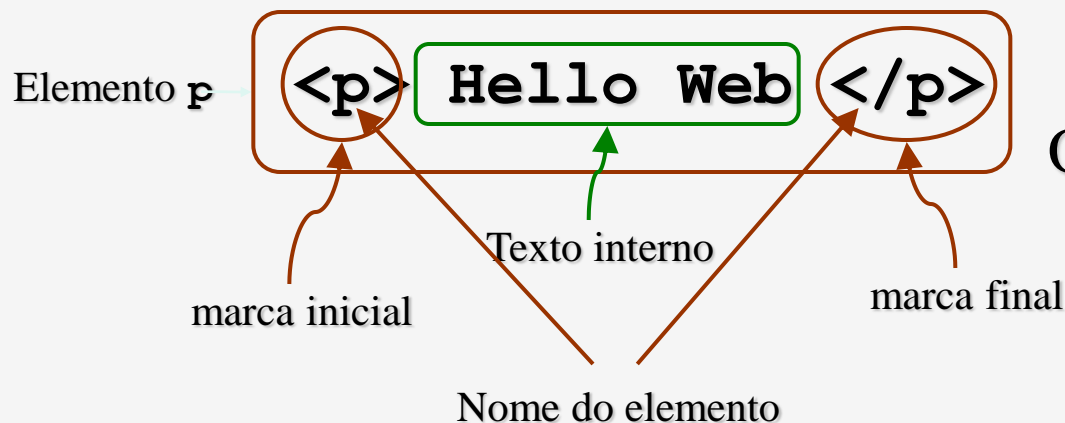 Elemento p
<p> Hello Web </p>
Texto interno
marca inicial
marca final
Nome do elemento